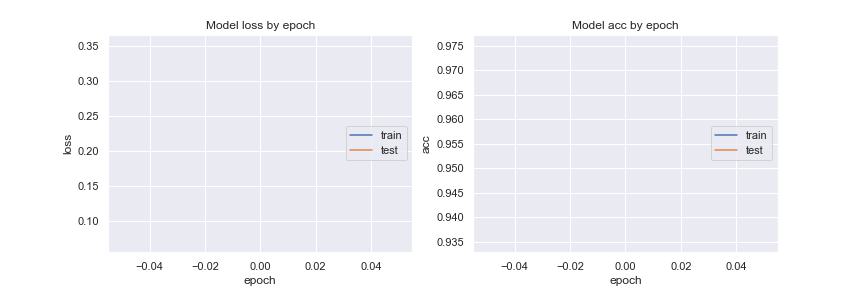 Model loss by epoch
0.35
0.30
0.25
0.20
0.15
0.10
loss
train
test
−0.04 −0.02 0.00 0.02 0.04
epoch
Model acc by epoch
0.975
0.970
0.965
0.960
0.955
0.950
0.945
0.940
0.935
acc
train
test
−0.04 −0.02 0.00 0.02 0.04
epoch